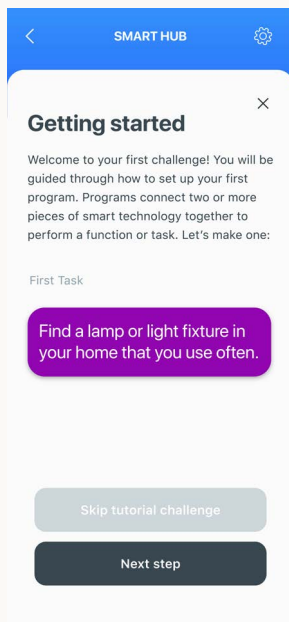 SMART HUB
Getting started
Welcome to your first challenge! You will be
guided through how to set up your first
program. Programs connect two or more
pieces of smart technology together to
perform a function or task. Let's make one:
First Task
Find a lamp or light fixture in
your home that you use often.
Skip tutorial challenge
Next step